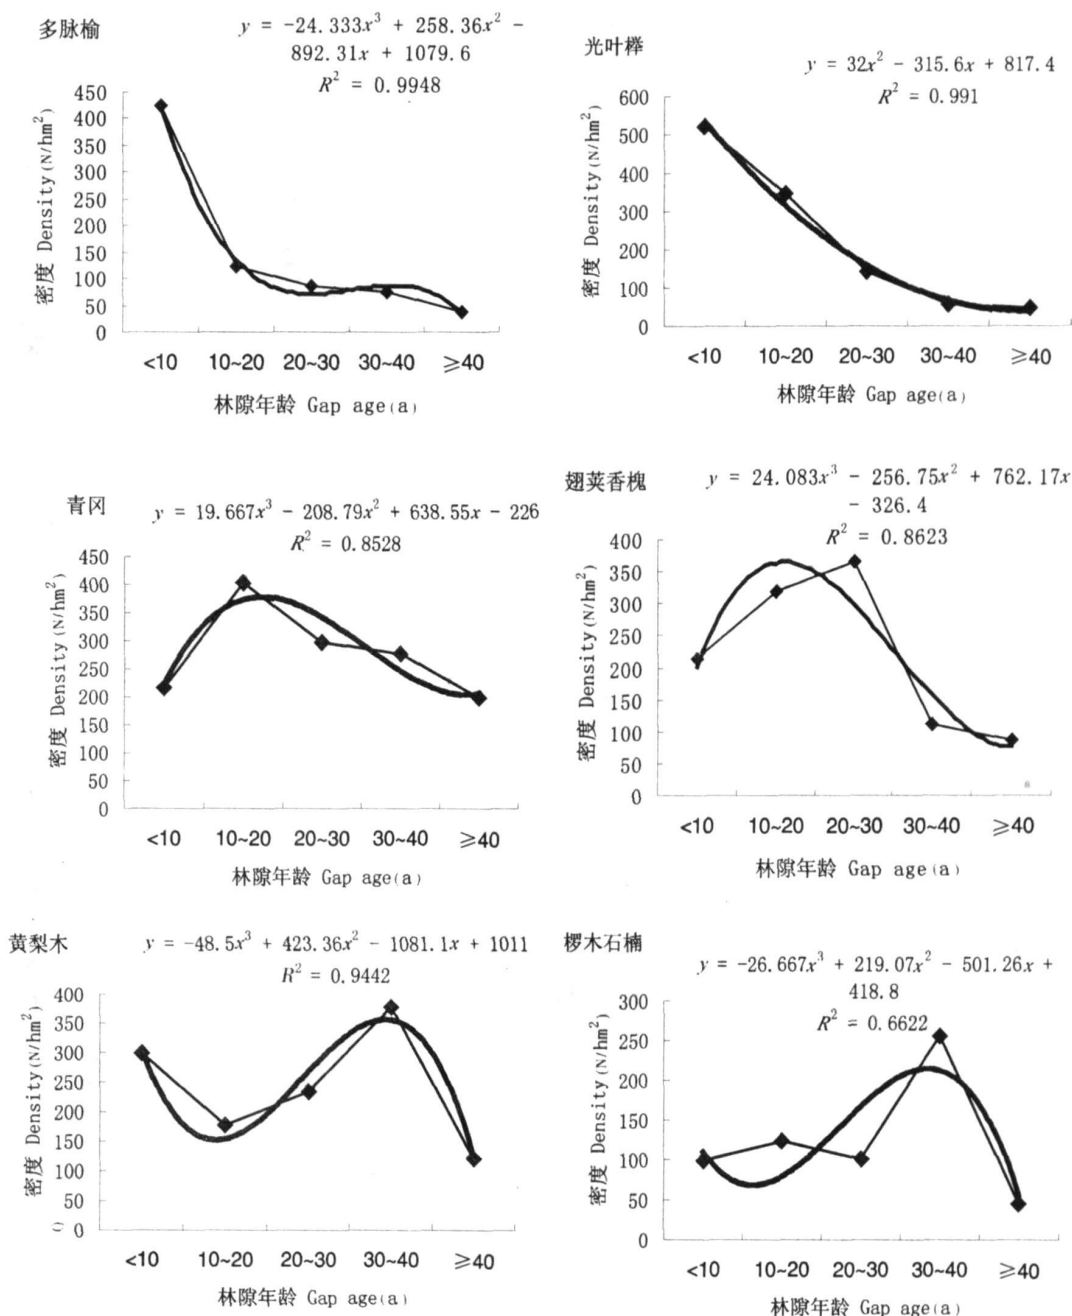 多脉榆
y = -24.333x³ + 258.36x² -
892.31x + 1079.6
R² = 0.9948
密度 Density(N/hm²)
450
400
350
300
250
200
150
100
50
0
<10 10~20 20~30 30~40 ≥40
林隙年龄 Gap age(a)
光叶榉
y = 32x² - 315.6x + 817.4
R² = 0.991
密度 Density(N/hm²)
600
500
400
300
200
100
0
<10 10~20 20~30 30~40 ≥40
林隙年龄 Gap age(a)
青冈
y = 19.667x³ - 208.79x² + 638.55x - 226
R² = 0.8528
密度 Density(N/hm²)
450
400
350
300
250
200
150
100
50
0
<10 10~20 20~30 30~40 ≥40
林隙年龄 Gap age(a)
翅荚香槐
y = 24.083x³ - 256.75x² + 762.17x
- 326.4
R² = 0.8623
密度 Density(N/hm²)
400
350
300
250
200
150
100
50
0
<10 10~20 20~30 30~40 ≥40
林隙年龄 Gap age(a)
黄梨木
y = -48.5x³ + 423.36x² - 1081.1x + 1011
R² = 0.9442
密度 Density(N/hm²)
400
350
300
250
200
150
100
50
0
<10 10~20 20~30 30~40 ≥40
林隙年龄 Gap age(a)
椤木石楠
y = -26.667x³ + 219.07x² - 501.26x +
418.8
R² = 0.6622
密度 Density(N/hm²)
300
250
200
150
100
50
0
<10 10~20 20~30 30~40 ≥40
林隙年龄 Gap age(a)